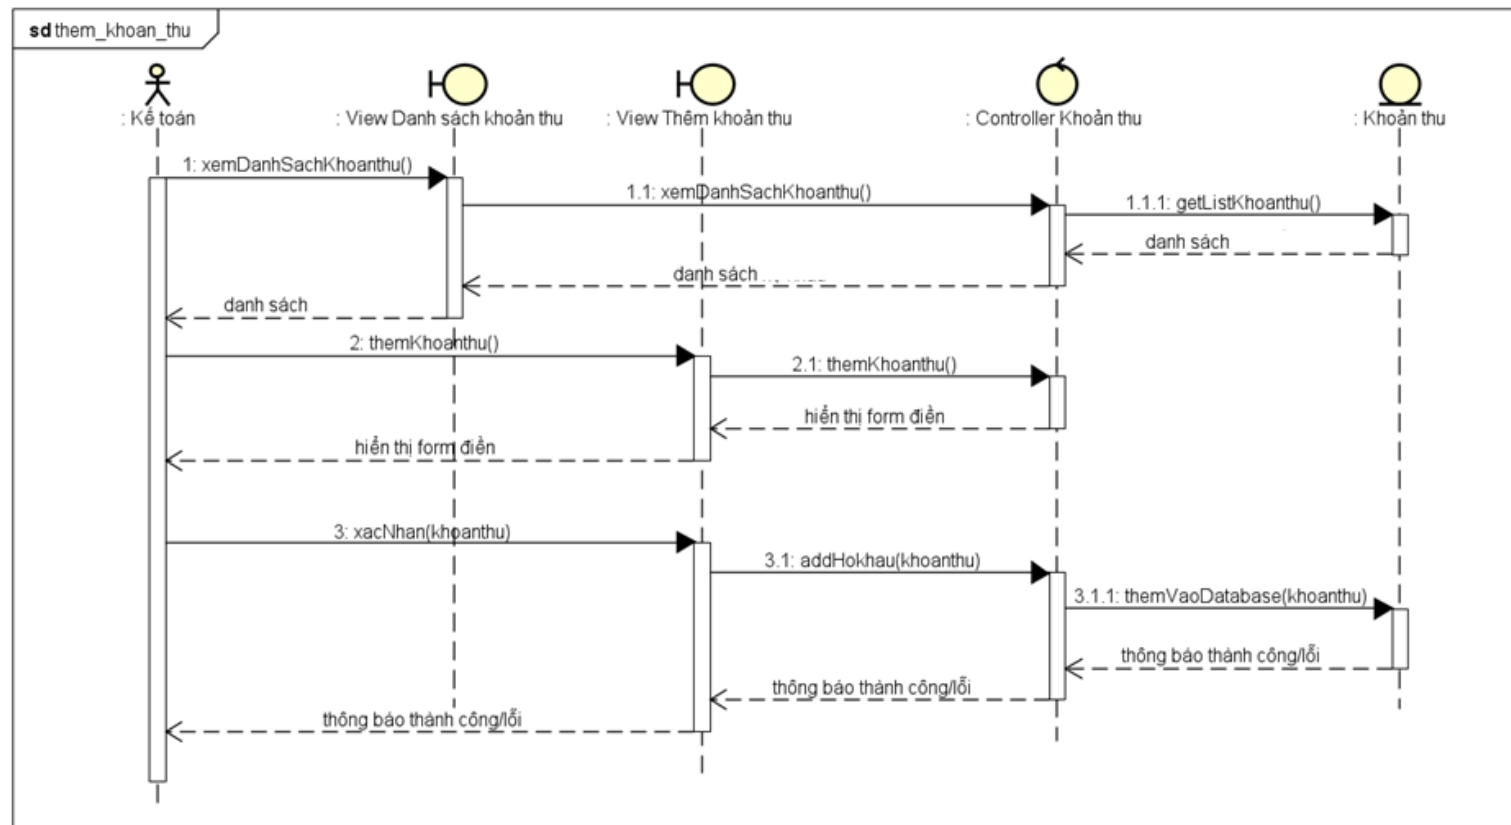 sd them_khoan_thu
: Kế toán
: View Danh sách khoản thu
: View Thêm khoản thu
: Controller Khoản thu
: Khoản thu
1: xemDanhSachKhoanthu()
1.1: xemDanhSachKhoanthu()
1.1.1: getListKhoanthu()
danh sách
danh sách
danh sách
2: themKhoanthu()
2.1: themKhoanthu()
hiển thị form điền
hiển thị form điền
3: xacNhan(khoanthu)
3.1: addHokhau(khoanthu)
3.1.1: themVaoDatabase(khoanthu)
thông báo thành công/lỗi
thông báo thành công/lỗi
thông báo thành công/lỗi